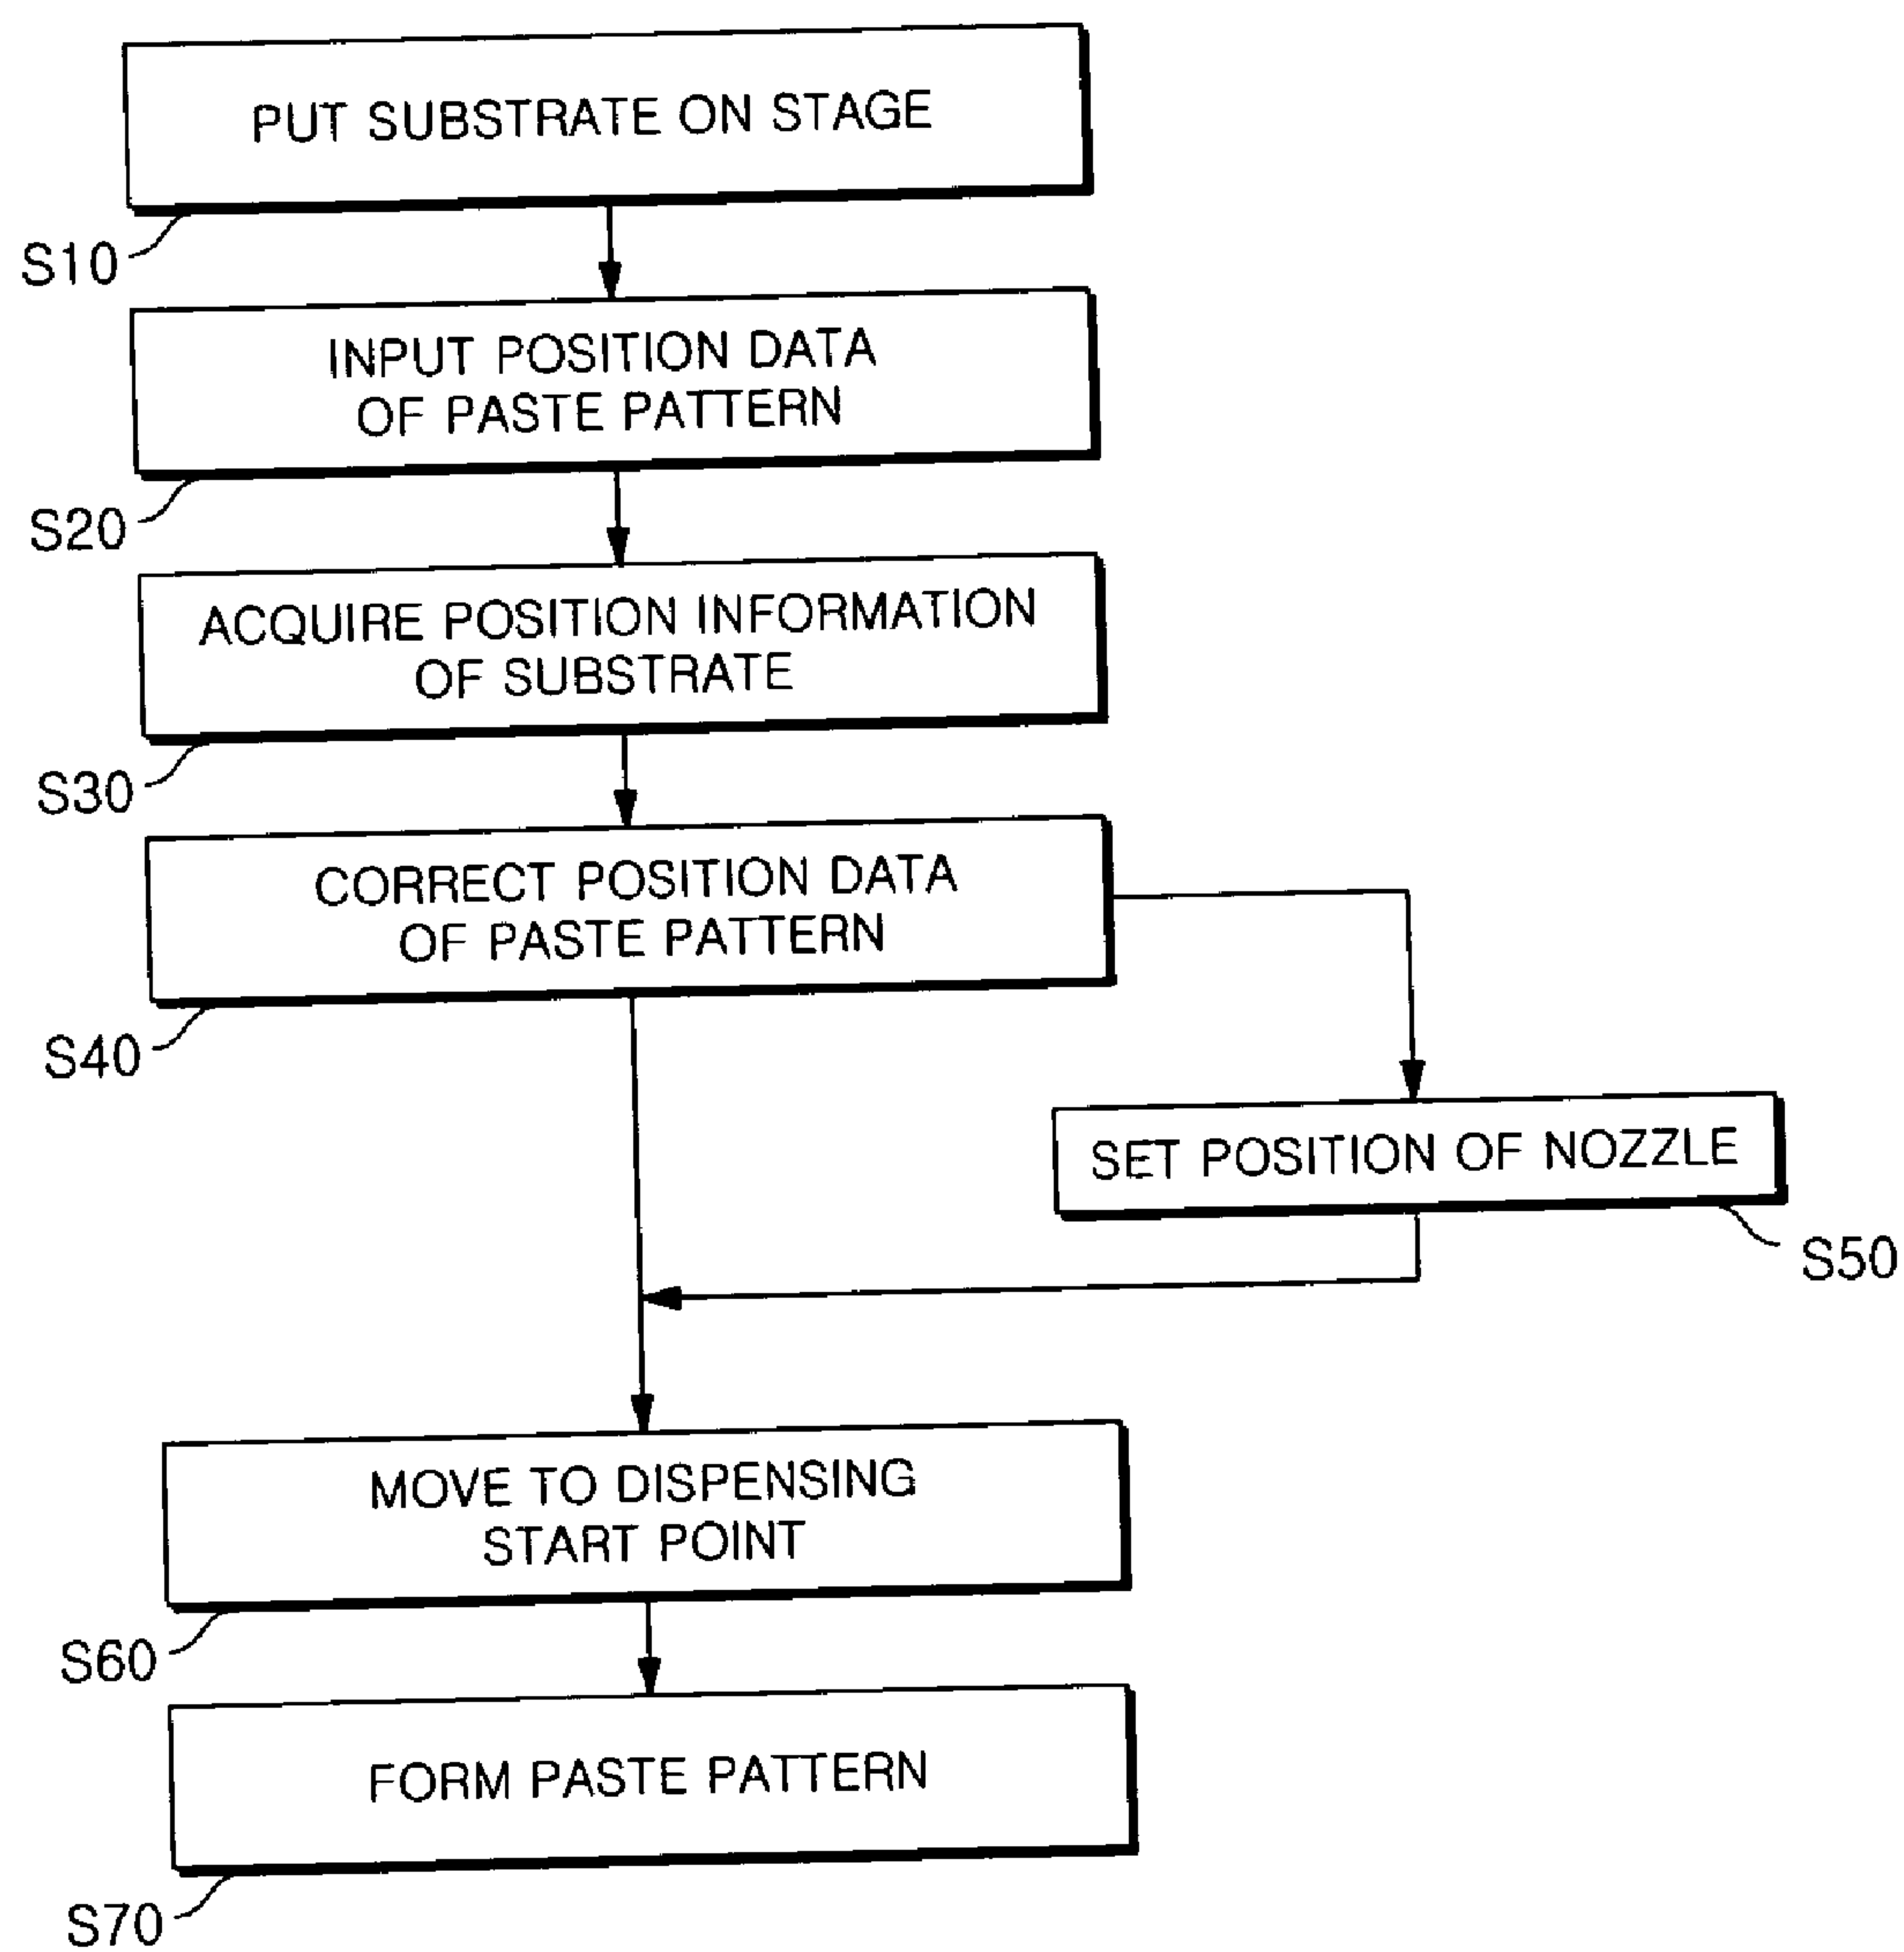 PUT SUBSTRATE ON STAGE
S10
INPUT POSITION DATA
OF PASTE PATTERN
S20
ACQUIRE POSITION INFORMATION
OF SUBSTRATE
S30
CORRECT POSITION DATA
OF PASTE PATTERN
S40
SET POSITION OF NOZZLE
S50
MOVE TO DISPENSING
START POINT
S60
FORM PASTE PATTERN
S70